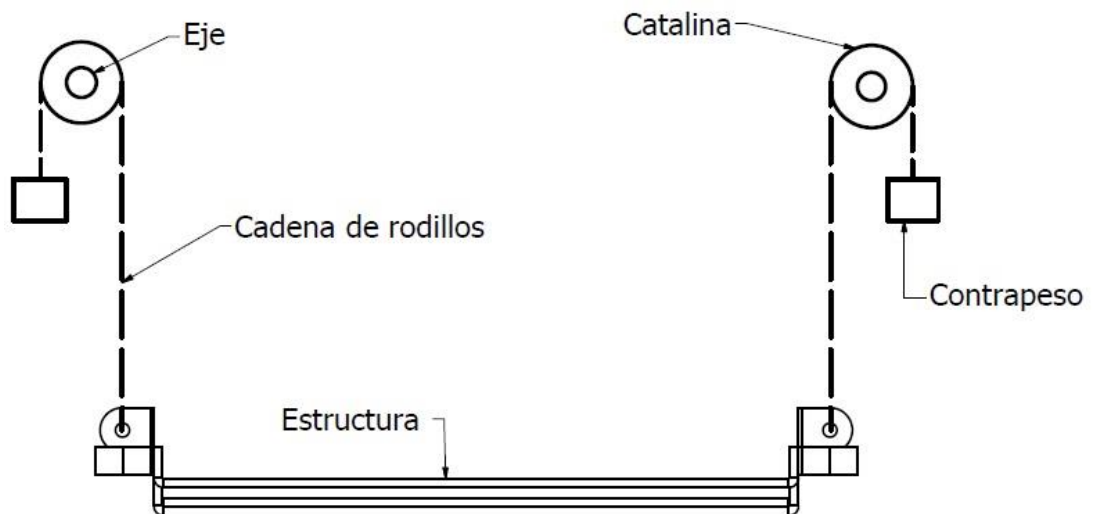 Eje
Catalina
Cadena de rodillos
Contrapeso
Estructura